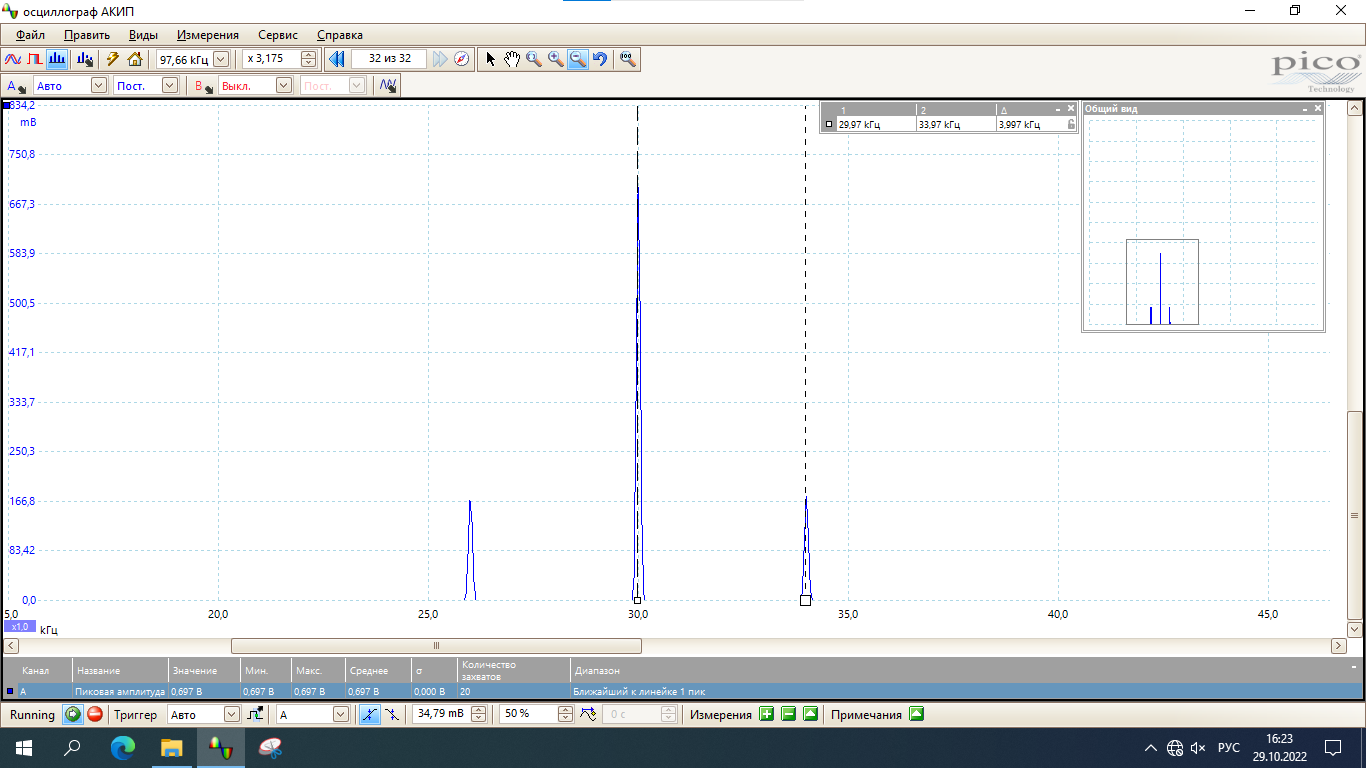 осциллограф АКИП
Файл Править Виды Измерения Сервис Справка
97,66 кГц x 3,175 32 из 32
pico
Technology
A Авто Пост. B Выкл. Пост.
834,2
mB
750,8
667,3
583,9
500,5
417,1
333,7
250,3
166,8
83,42
0,0
1 2 Δ
29,97 кГц 33,97 кГц 3,997 кГц
Общий вид
5,0 20,0 25,0 30,0 35,0 40,0 45,0
x1,0 кГц
Канал Название Значение Мин. Макс. Среднее σ Количество захватов Диапазон
A Пиковая амплитуда 0,697 В 0,697 В 0,697 В 0,697 В 0,000 В 20 Ближайший к линейке 1 пик
Running Триггер Авто A 34,79 mB 50 % 0 с Измерения Примечания
РУС
16:23
29.10.2022